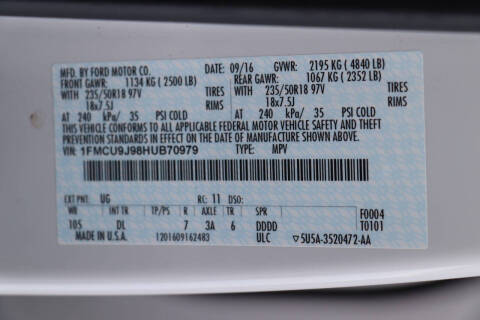 MFD. BY FORD MOTOR CO. DATE: 09/16 GVWR: 2195 KG ( 4840 LB)
FRONT GAWR: 1134 KG ( 2500 LB) REAR GAWR: 1067 KG ( 2352 LB)
WITH 235/50R18 97V TIRES WITH 235/50R18 97V TIRES
18x7.5J RIMS 18x7.5J RIMS
AT 240 kPa/ 35 PSI COLD AT 240 kPa/ 35 PSI COLD
THIS VEHICLE CONFORMS TO ALL APPLICABLE FEDERAL MOTOR VEHICLE SAFETY AND BUMPER STANDARDS IN EFFECT ON THE DATE OF MANUFACTURE SHOWN ABOVE.
VIN: 1FMCU9J98HUB70979 TYPE: MPV
EXT PNT: UG RC: 11 DSO:
WB INT TR TP/PS R AXLE TR SPR F0004
105 DL 7 3A 6 DDDD T0101
MADE IN U.S.A. 1201609162483 ULC 5U5A-3520472-AA